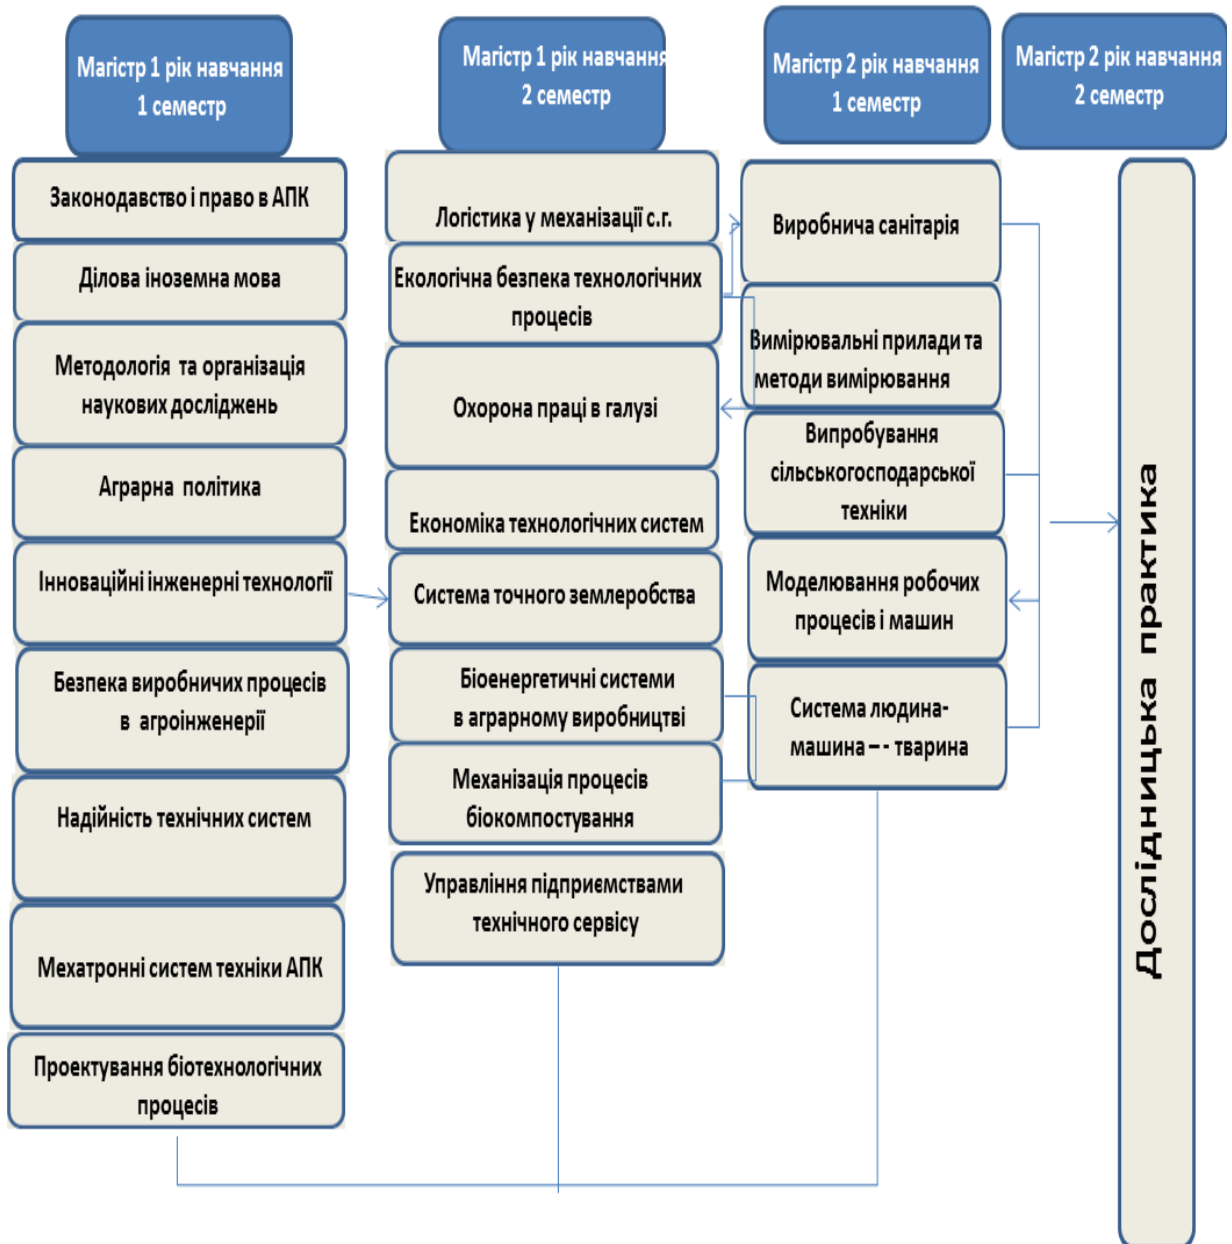 Магістр 1 рік навчання
1 семестр
Магістр 1 рік навчання
2 семестр
Магістр 2 рік навчання
1 семестр
Магістр 2 рік навчання
2 семестр
Законодавство і право в АПК
Ділова іноземна мова
Методологія та організація
наукових досліджень
Аграрна політика
Інноваційні інженерні технології
Безпека виробничих процесів
в агроінженерії
Надійність технічних систем
Мехатронні систем техніки АПК
Проектування біотехнологічних
процесів
Логістика у механізації с.г.
Екологічна безпека технологічних
процесів
Охорона праці в галузі
Економіка технологічних систем
Система точного землеробства
Біоенергетичні системи
в аграрному виробництві
Механізація процесів
біокомпостування
Управління підприємствами
технічного сервісу
Виробнича санітарія
Вимірювальні прилади та
методи вимірювання
Випробування
сільськогосподарської
техніки
Моделювання робочих
процесів і машин
Система людина-
машина – - тварина
Дослідницька практика